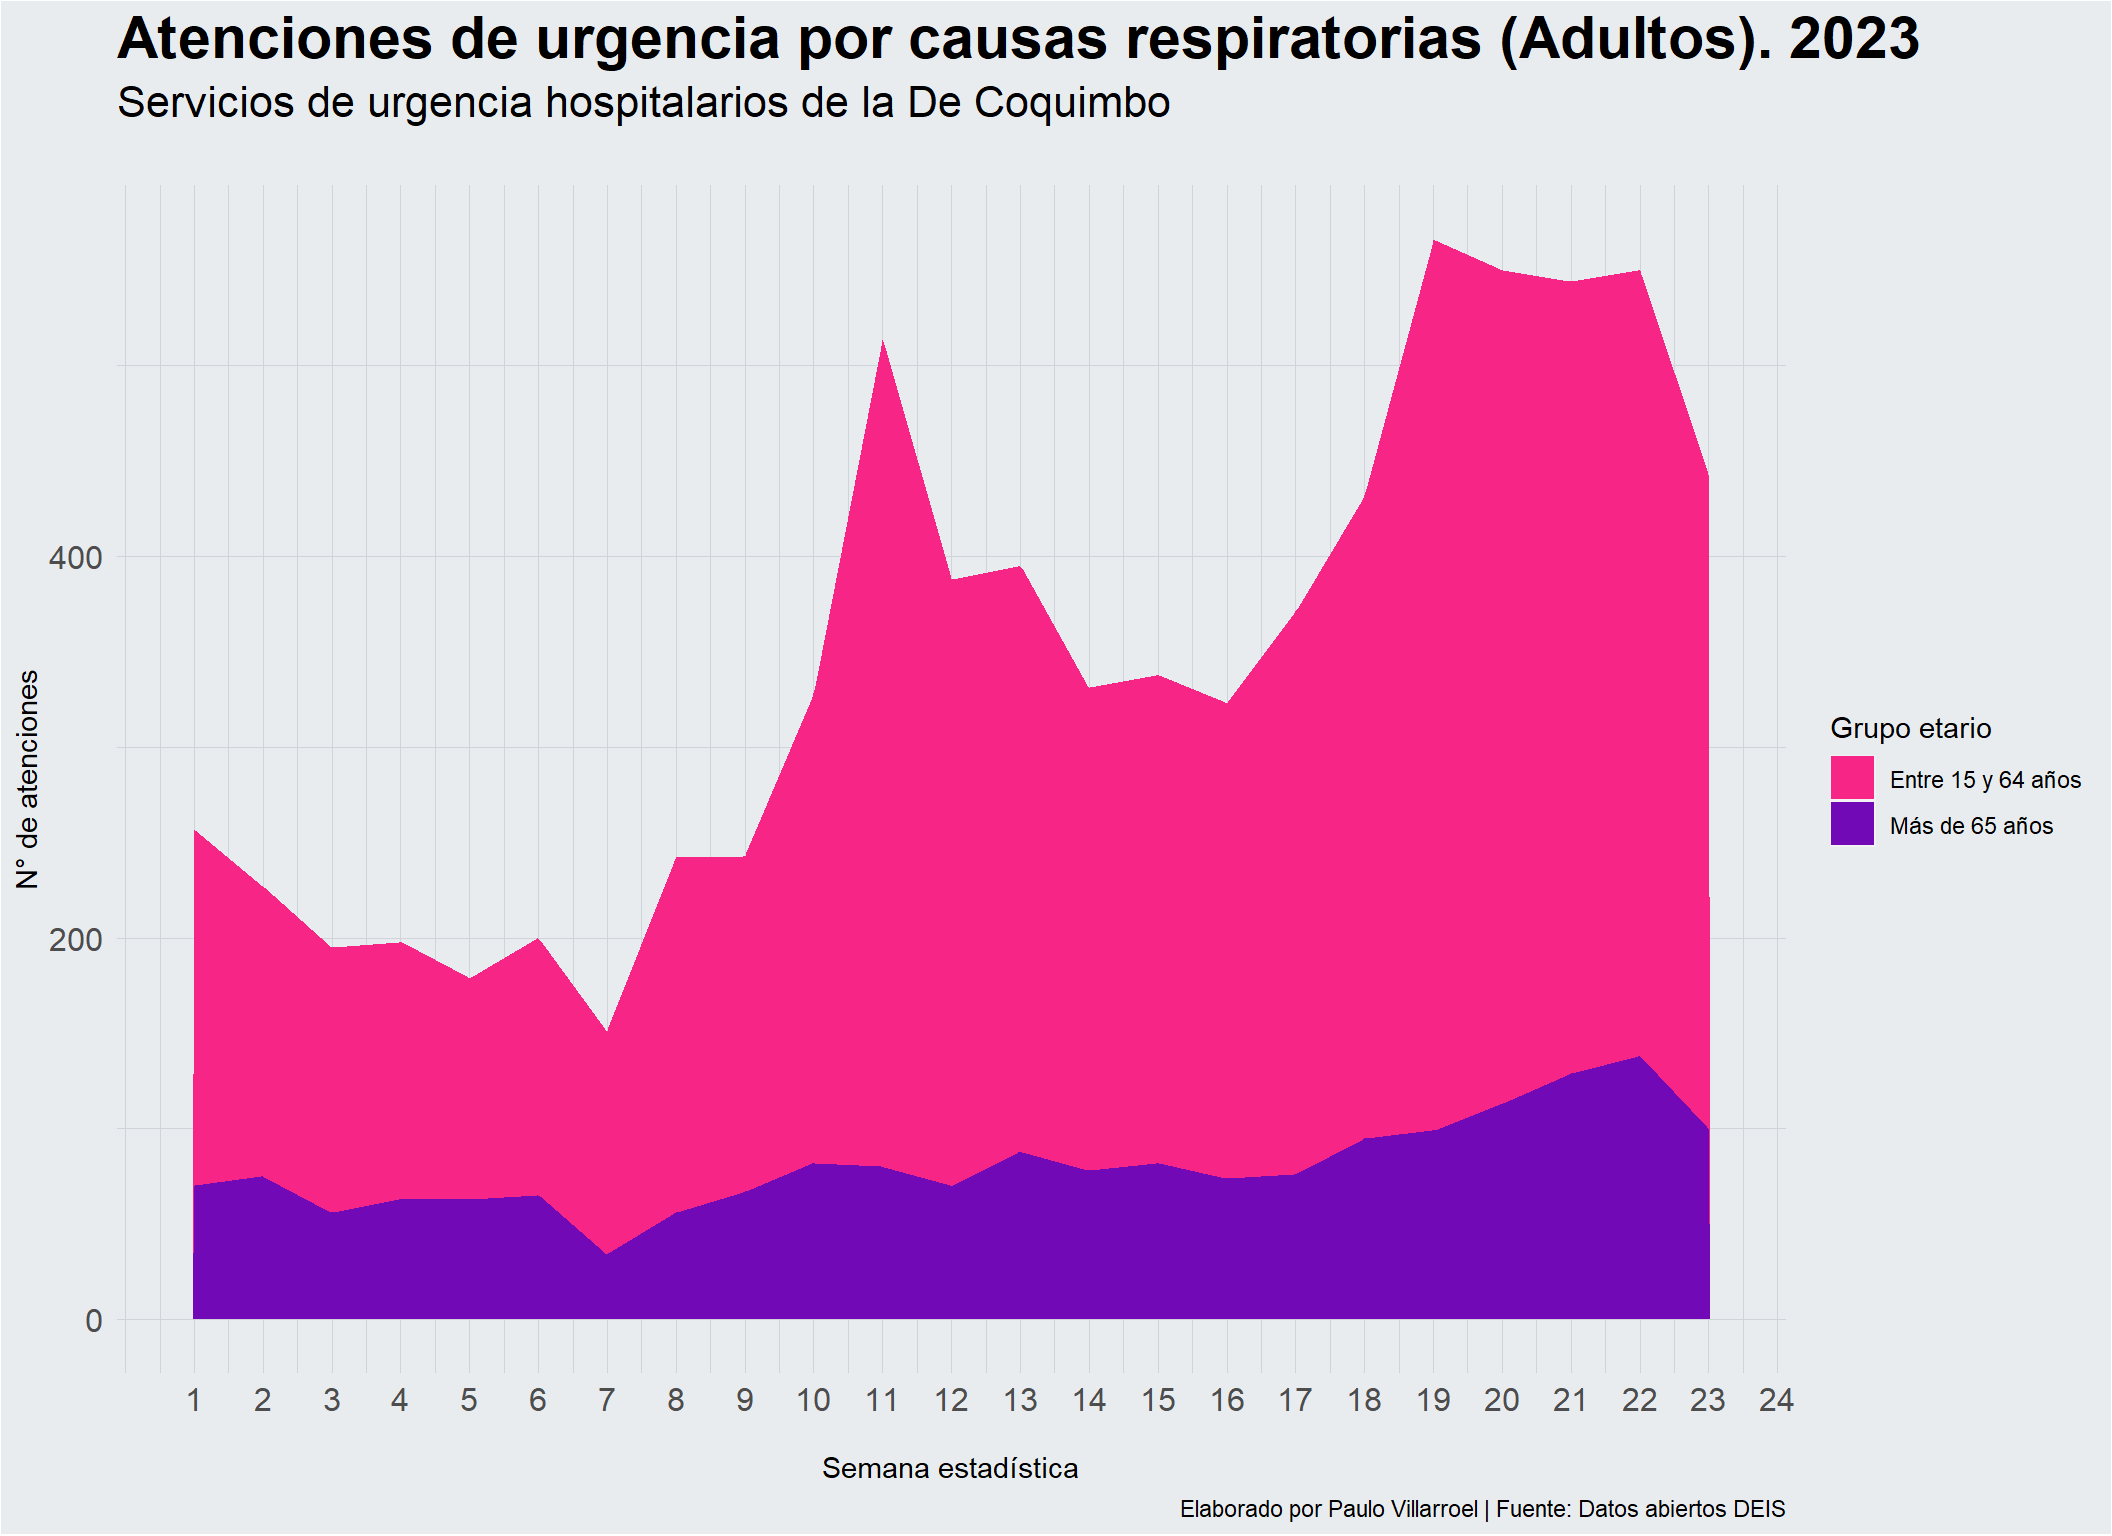 Atenciones de urgencia por causas respiratorias (Adultos). 2023
Servicios de urgencia hospitalarios de la De Coquimbo
400
200
0
N° de atenciones
1 2 3 4 5 6 7 8 9 10 11 12 13 14 15 16 17 18 19 20 21 22 23 24
Semana estadística
Grupo etario
Entre 15 y 64 años
Más de 65 años
Elaborado por Paulo Villarroel | Fuente: Datos abiertos DEIS